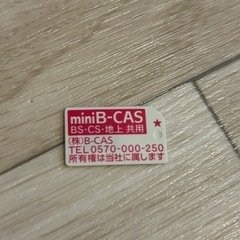 miniB-CAS
BS・CS・地上 共用
★
(株)B-CAS
TEL 0570-000-250
所有権は当社に属します